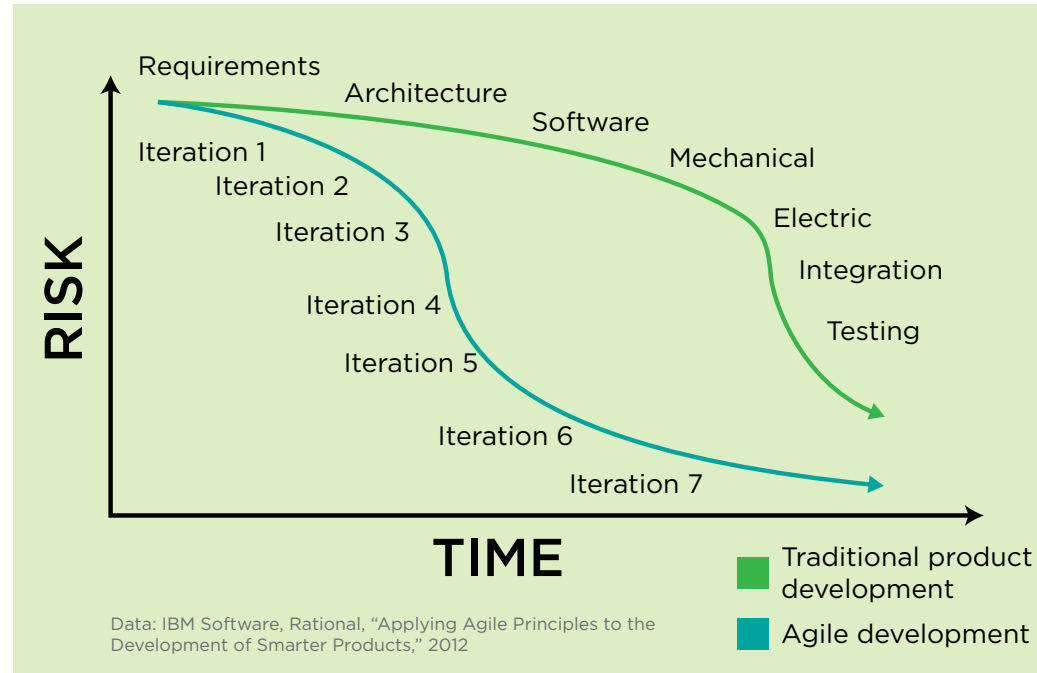 Requirements
Architecture
Software
Mechanical
Electric
Integration
Testing
Iteration 1
Iteration 2
Iteration 3
Iteration 4
Iteration 5
Iteration 6
Iteration 7
RISK
TIME
Traditional product
development
Agile development
Data: IBM Software, Rational, “Applying Agile Principles to the
Development of Smarter Products,” 2012